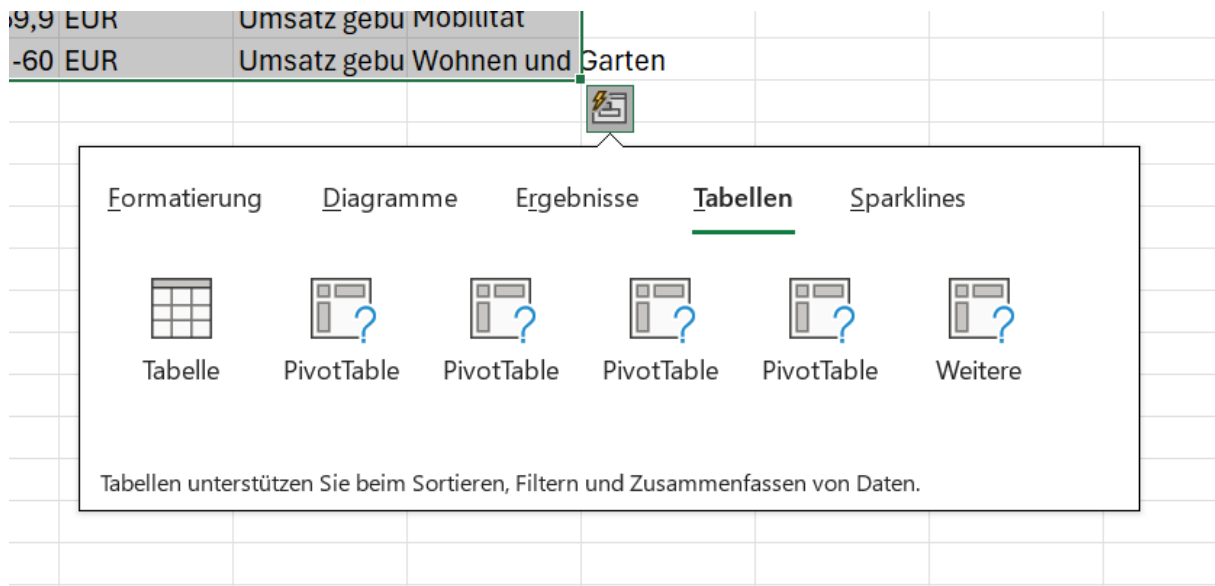 59,9 EUR Umsatz gebu Mobilität
-60 EUR Umsatz gebu Wohnen und Garten
Formatierung Diagramme Ergebnisse Tabellen Sparklines
Tabelle PivotTable PivotTable PivotTable PivotTable Weitere
Tabellen unterstützen Sie beim Sortieren, Filtern und Zusammenfassen von Daten.